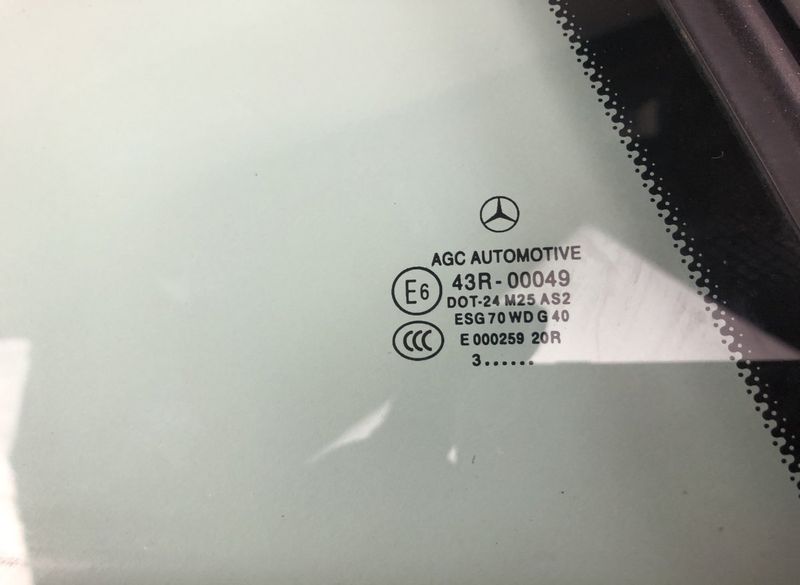 AGC AUTOMOTIVE
E6 43R-00049
DOT-24 M25 AS2
ESG 70 WD G 40
CCC E 000259 20R
3......